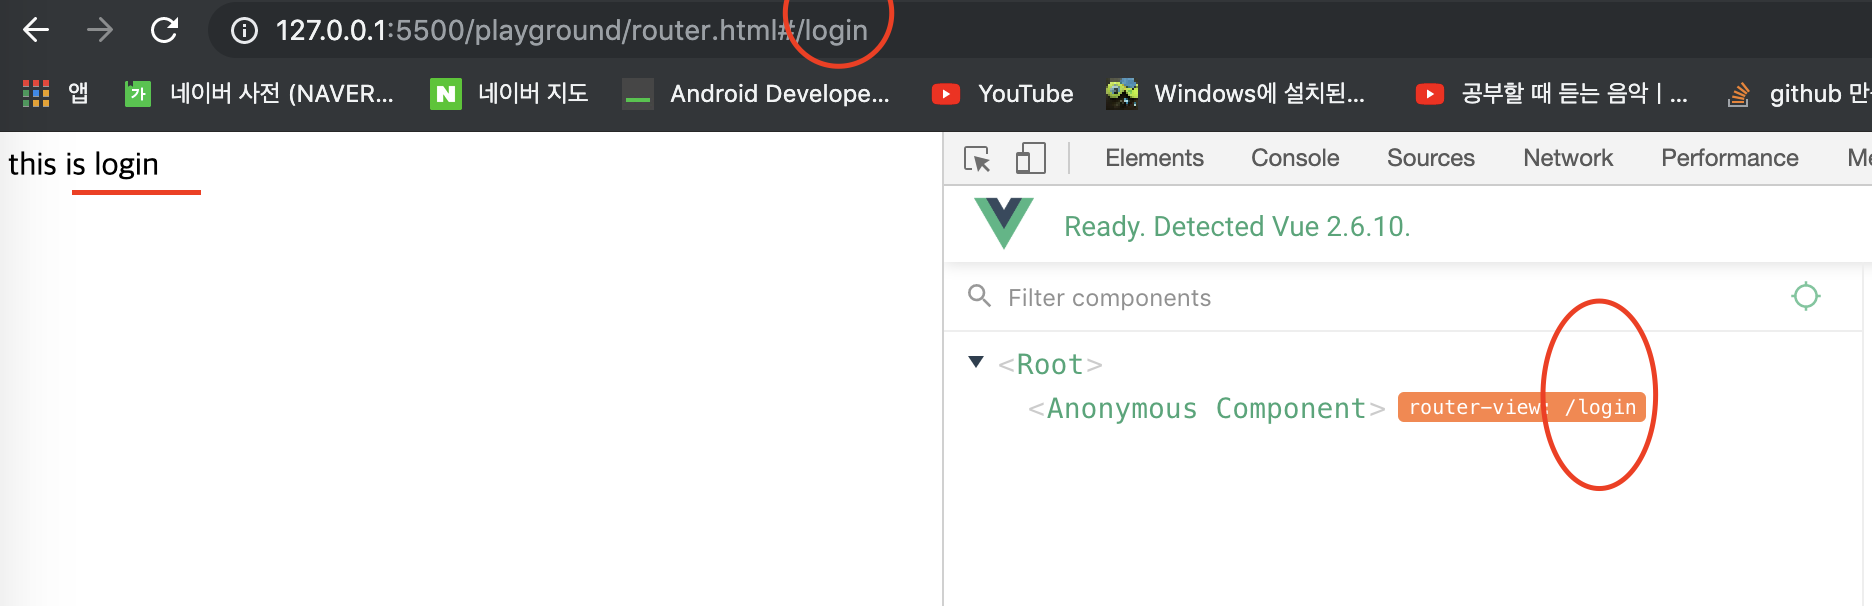 127.0.0.1:5500/playground/router.html#/login
앱 가 네이버 사전 (NAVER... N 네이버 지도 Android Develope... YouTube Windows에 설치된... 공부할 때 듣는 음악 | ... github 만
this is login
Elements Console Sources Network Performance Me
Ready. Detected Vue 2.6.10.
Filter components
<Root>
<Anonymous Component> router-view: /login